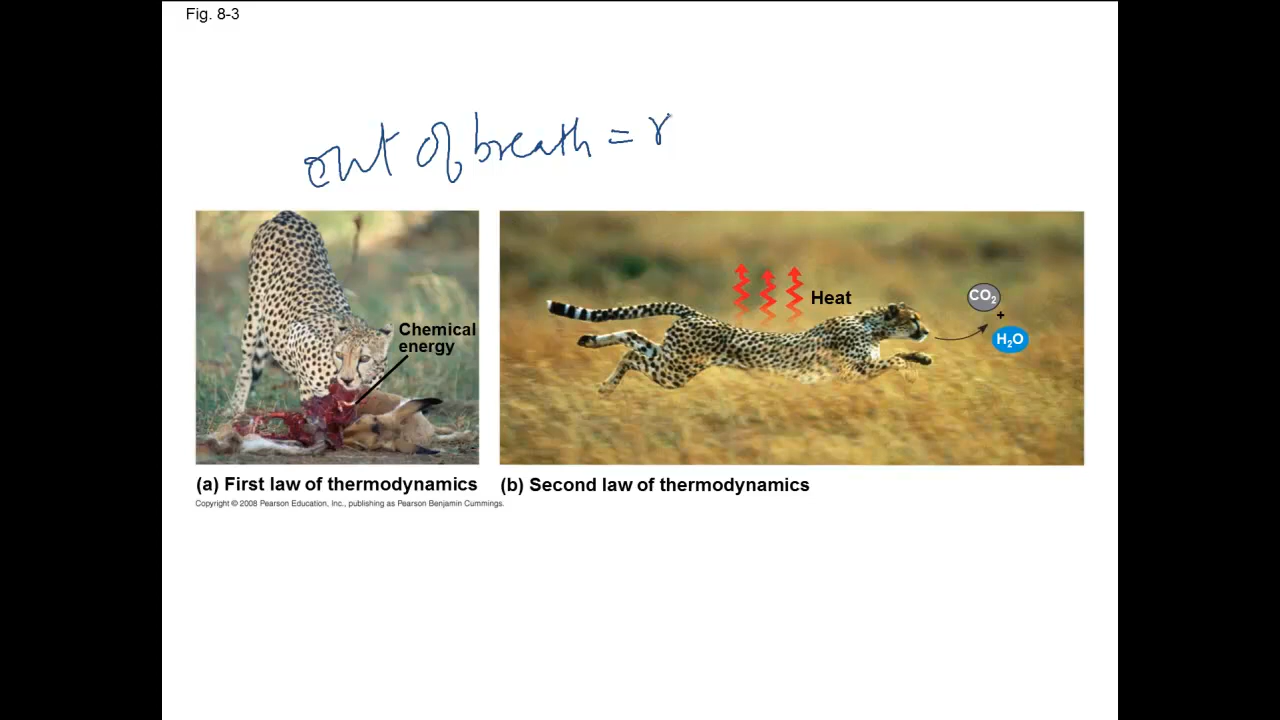 Fig. 8-3
out of breath = r
Chemical
energy
Heat
CO₂
+
H₂O
(a) First law of thermodynamics
(b) Second law of thermodynamics
Copyright © 2008 Pearson Education, Inc., publishing as Pearson Benjamin Cummings.